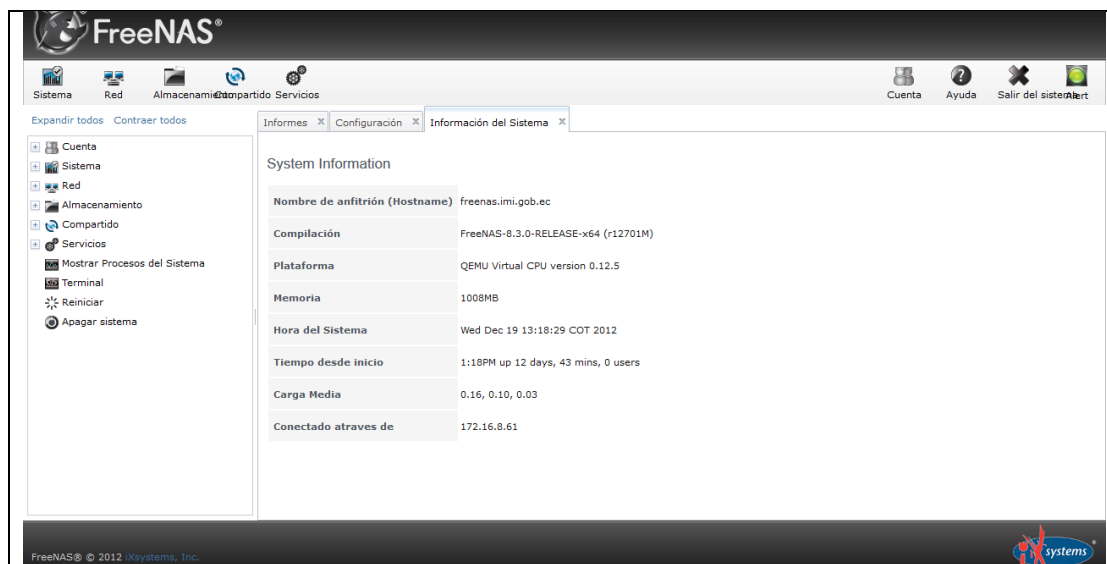 FreeNAS®
Sistema Red Almacenamiento Compartido Servicios Cuenta Ayuda Salir del sistema Alert
Expandir todos Contraer todos
Informes Configuración Información del Sistema
Cuenta
Sistema
Red
Almacenamiento
Compartido
Servicios
Mostrar Procesos del Sistema
Terminal
Reiniciar
Apagar sistema
System Information
Nombre de anfitrión (Hostname) freenas.imi.gob.ec
Compilación FreeNAS-8.3.0-RELEASE-x64 (r12701M)
Plataforma QEMU Virtual CPU version 0.12.5
Memoria 1008MB
Hora del Sistema Wed Dec 19 13:18:29 COT 2012
Tiempo desde inicio 1:18PM up 12 days, 43 mins, 0 users
Carga Media 0.16, 0.10, 0.03
Conectado atraves de 172.16.8.61
FreeNAS® © 2012 iXsystems, Inc.
iX systems